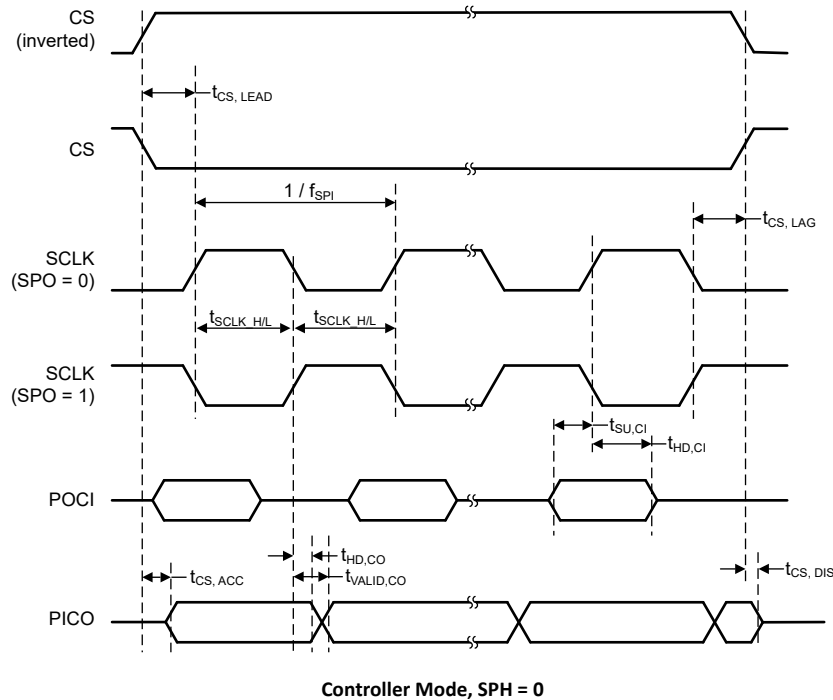 CS
(inverted)
tCS, LEAD
CS
1 / fSPI
tCS, LAG
SCLK
(SPO = 0)
tSCLK_H/L
tSCLK_H/L
SCLK
(SPO = 1)
tSU,CI
tHD,CI
POCI
tHD,CO
tCS, ACC
tVALID,CO
tCS, DIS
PICO
Controller Mode, SPH = 0